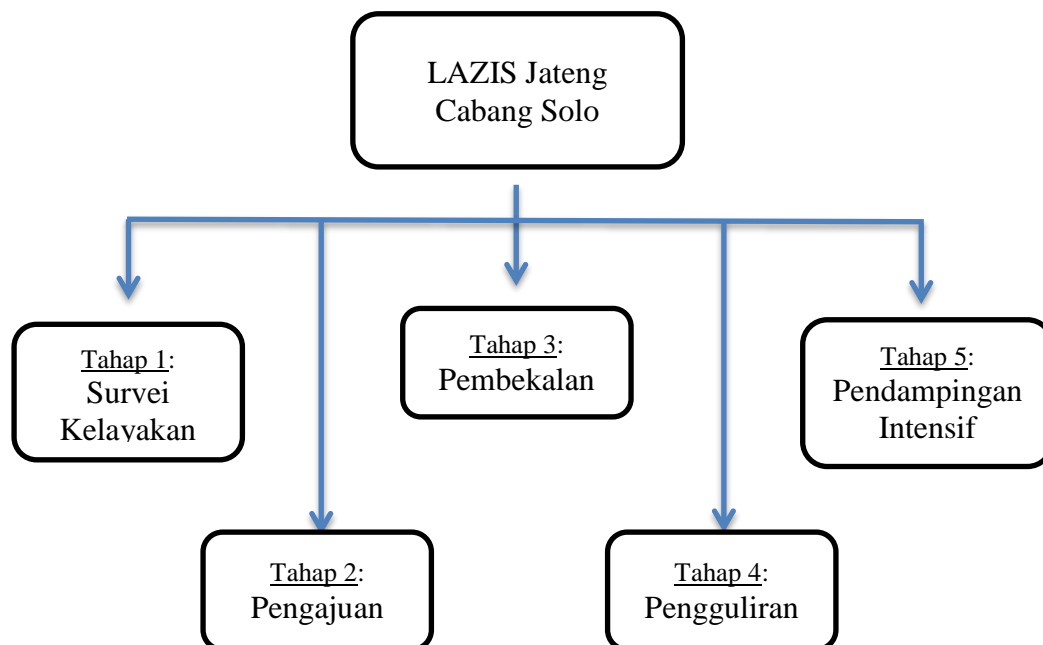 LAZIS Jateng
Cabang Solo
Tahap 1:
Survei
Kelayakan
Tahap 2:
Pengajuan
Tahap 3:
Pembekalan
Tahap 4:
Pengguliran
Tahap 5:
Pendampingan
Intensif